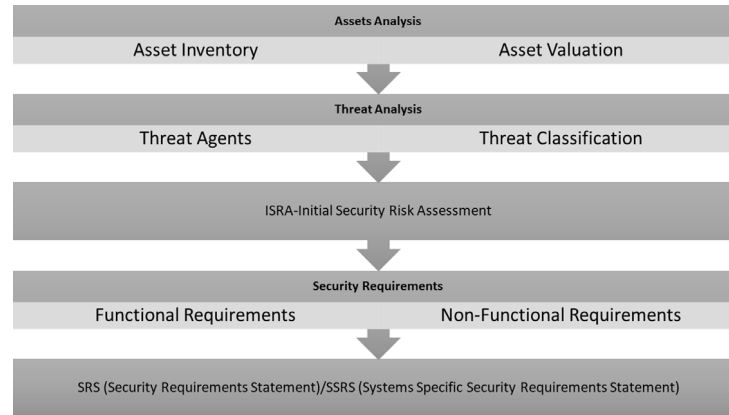 Assets Analysis
Asset Inventory Asset Valuation
Threat Analysis
Threat Agents Threat Classification
ISRA-Initial Security Risk Assessment
Security Requirements
Functional Requirements Non-Functional Requirements
SRS (Security Requirements Statement)/SSRS (Systems Specific Security Requirements Statement)